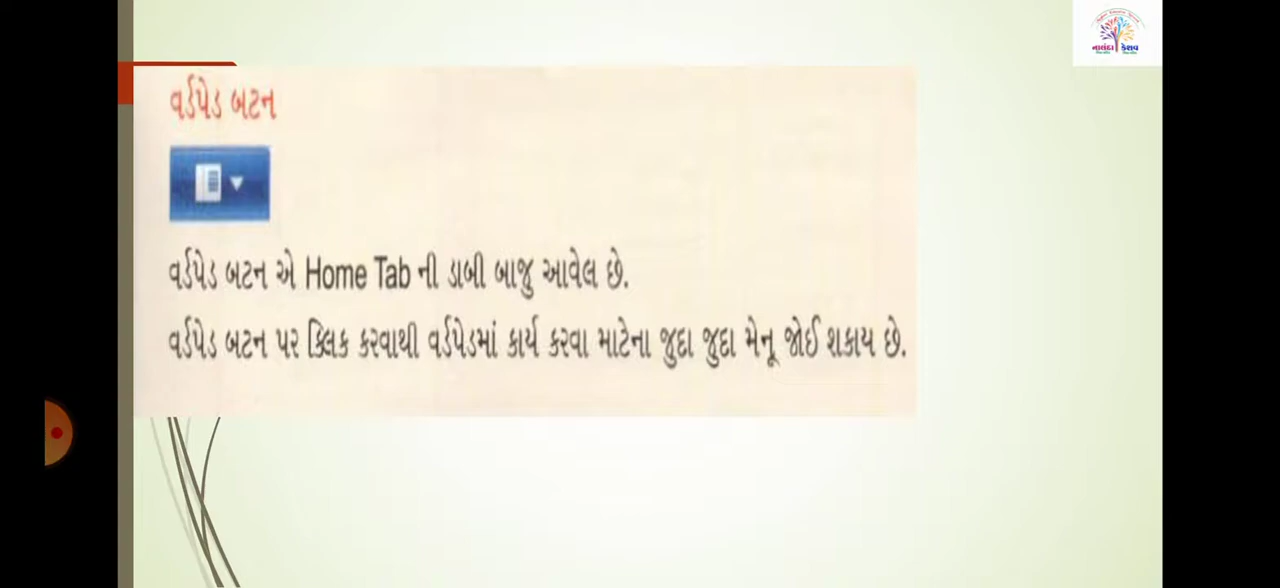 નાલંદા કેશવ
વર્ડપેડ બટન
વર્ડપેડ બટન એ Home Tab ની ડાબી બાજુ આવેલ છે.
વર્ડપેડ બટન પર ક્લિક કરવાથી વર્ડપેડમાં કાર્ય કરવા માટેના જુદા જુદા મેનૂ જોઈ શકાય છે.